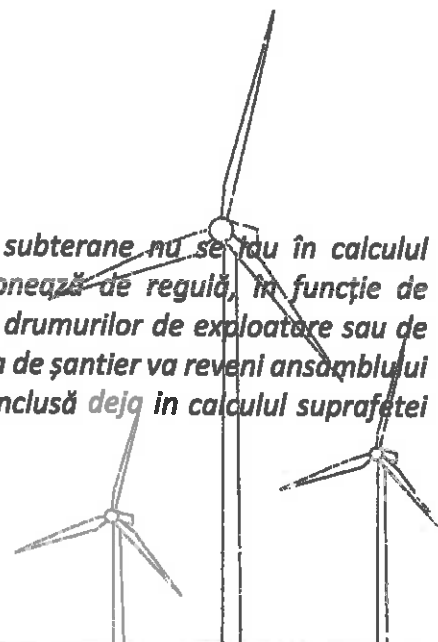 subterane nu se iau în calculul
onează de regulă, în funcție de
drumurilor de exploatare sau de
a de șantier va reveni ansamblului
nclusă deja in calculul suprafeței